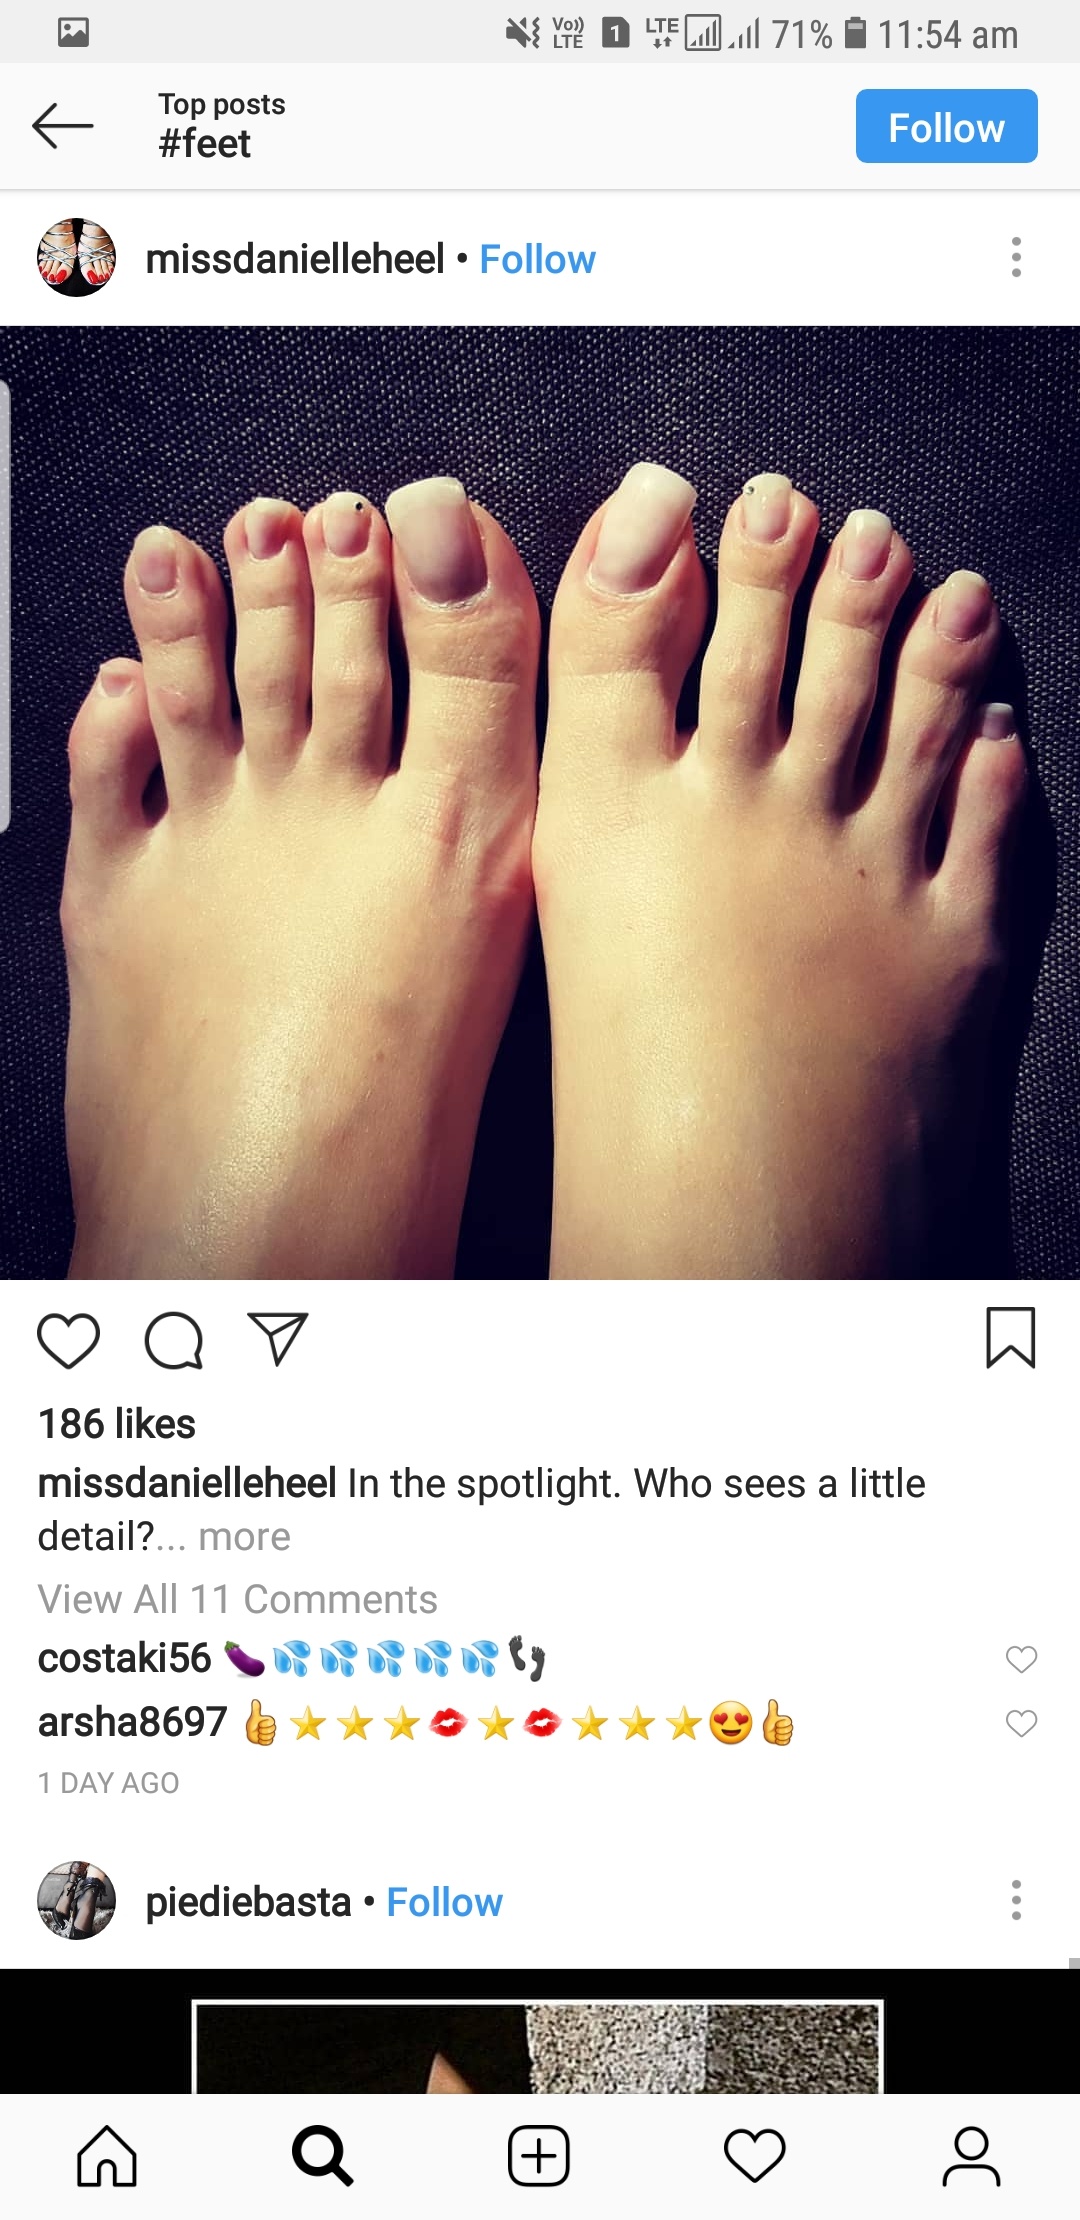 Vo)) LTE 1 LTE 71% 11:54 am
Top posts
#feet
Follow
missdanielleheel • Follow
186 likes
missdanielleheel In the spotlight. Who sees a little
detail?... more
View All 11 Comments
costaki56 🍆💦💦💦💦💦👣
arsha8697 👍⭐⭐⭐💋⭐💋⭐⭐⭐😍👍
1 DAY AGO
piediebasta • Follow